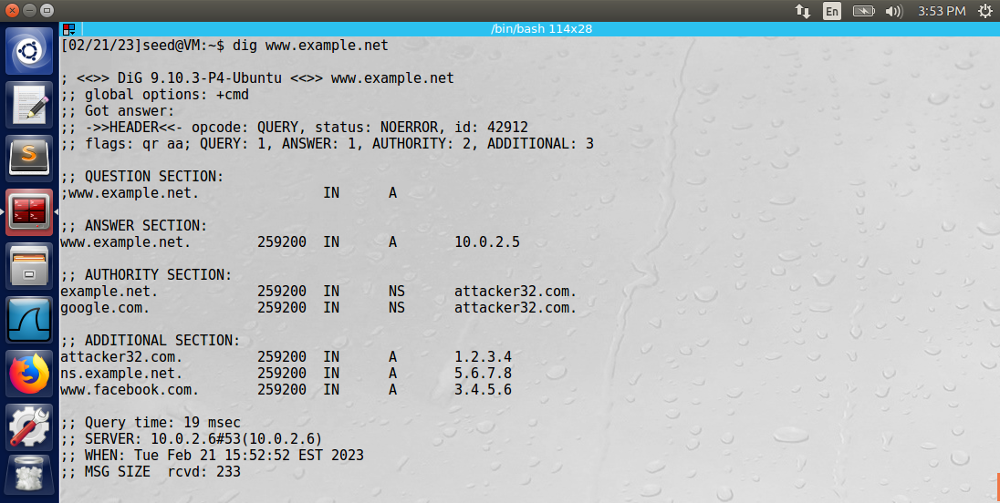 En 3:53 PM
/bin/bash 114x28
[02/21/23]seed@VM:~$ dig www.example.net

; <<>> DiG 9.10.3-P4-Ubuntu <<>> www.example.net
;; global options: +cmd
;; Got answer:
;; ->>HEADER<<- opcode: QUERY, status: NOERROR, id: 42912
;; flags: qr aa; QUERY: 1, ANSWER: 1, AUTHORITY: 2, ADDITIONAL: 3

;; QUESTION SECTION:
;www.example.net.		IN	A

;; ANSWER SECTION:
www.example.net.	259200	IN	A	10.0.2.5

;; AUTHORITY SECTION:
example.net.		259200	IN	NS	attacker32.com.
google.com.		259200	IN	NS	attacker32.com.

;; ADDITIONAL SECTION:
attacker32.com.		259200	IN	A	1.2.3.4
ns.example.net.		259200	IN	A	5.6.7.8
www.facebook.com.	259200	IN	A	3.4.5.6

;; Query time: 19 msec
;; SERVER: 10.0.2.6#53(10.0.2.6)
;; WHEN: Tue Feb 21 15:52:52 EST 2023
;; MSG SIZE  rcvd: 233